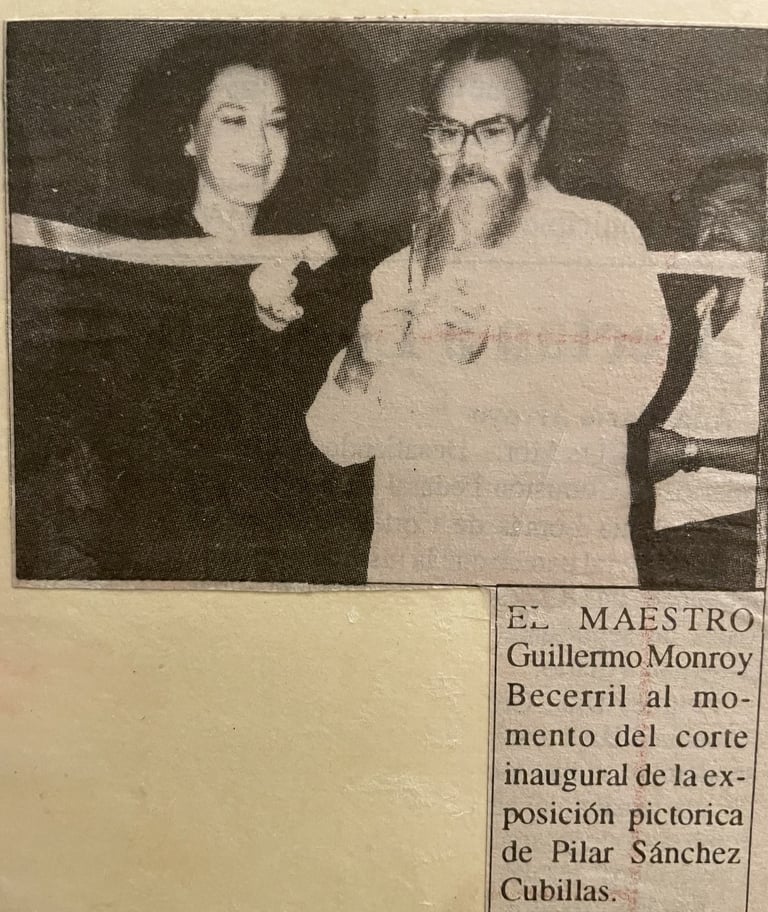 EL MAESTRO
Guillermo Monroy
Becerril al mo-
mento del corte
inaugural de la ex-
posición pictorica
de Pilar Sánchez
Cubillas.